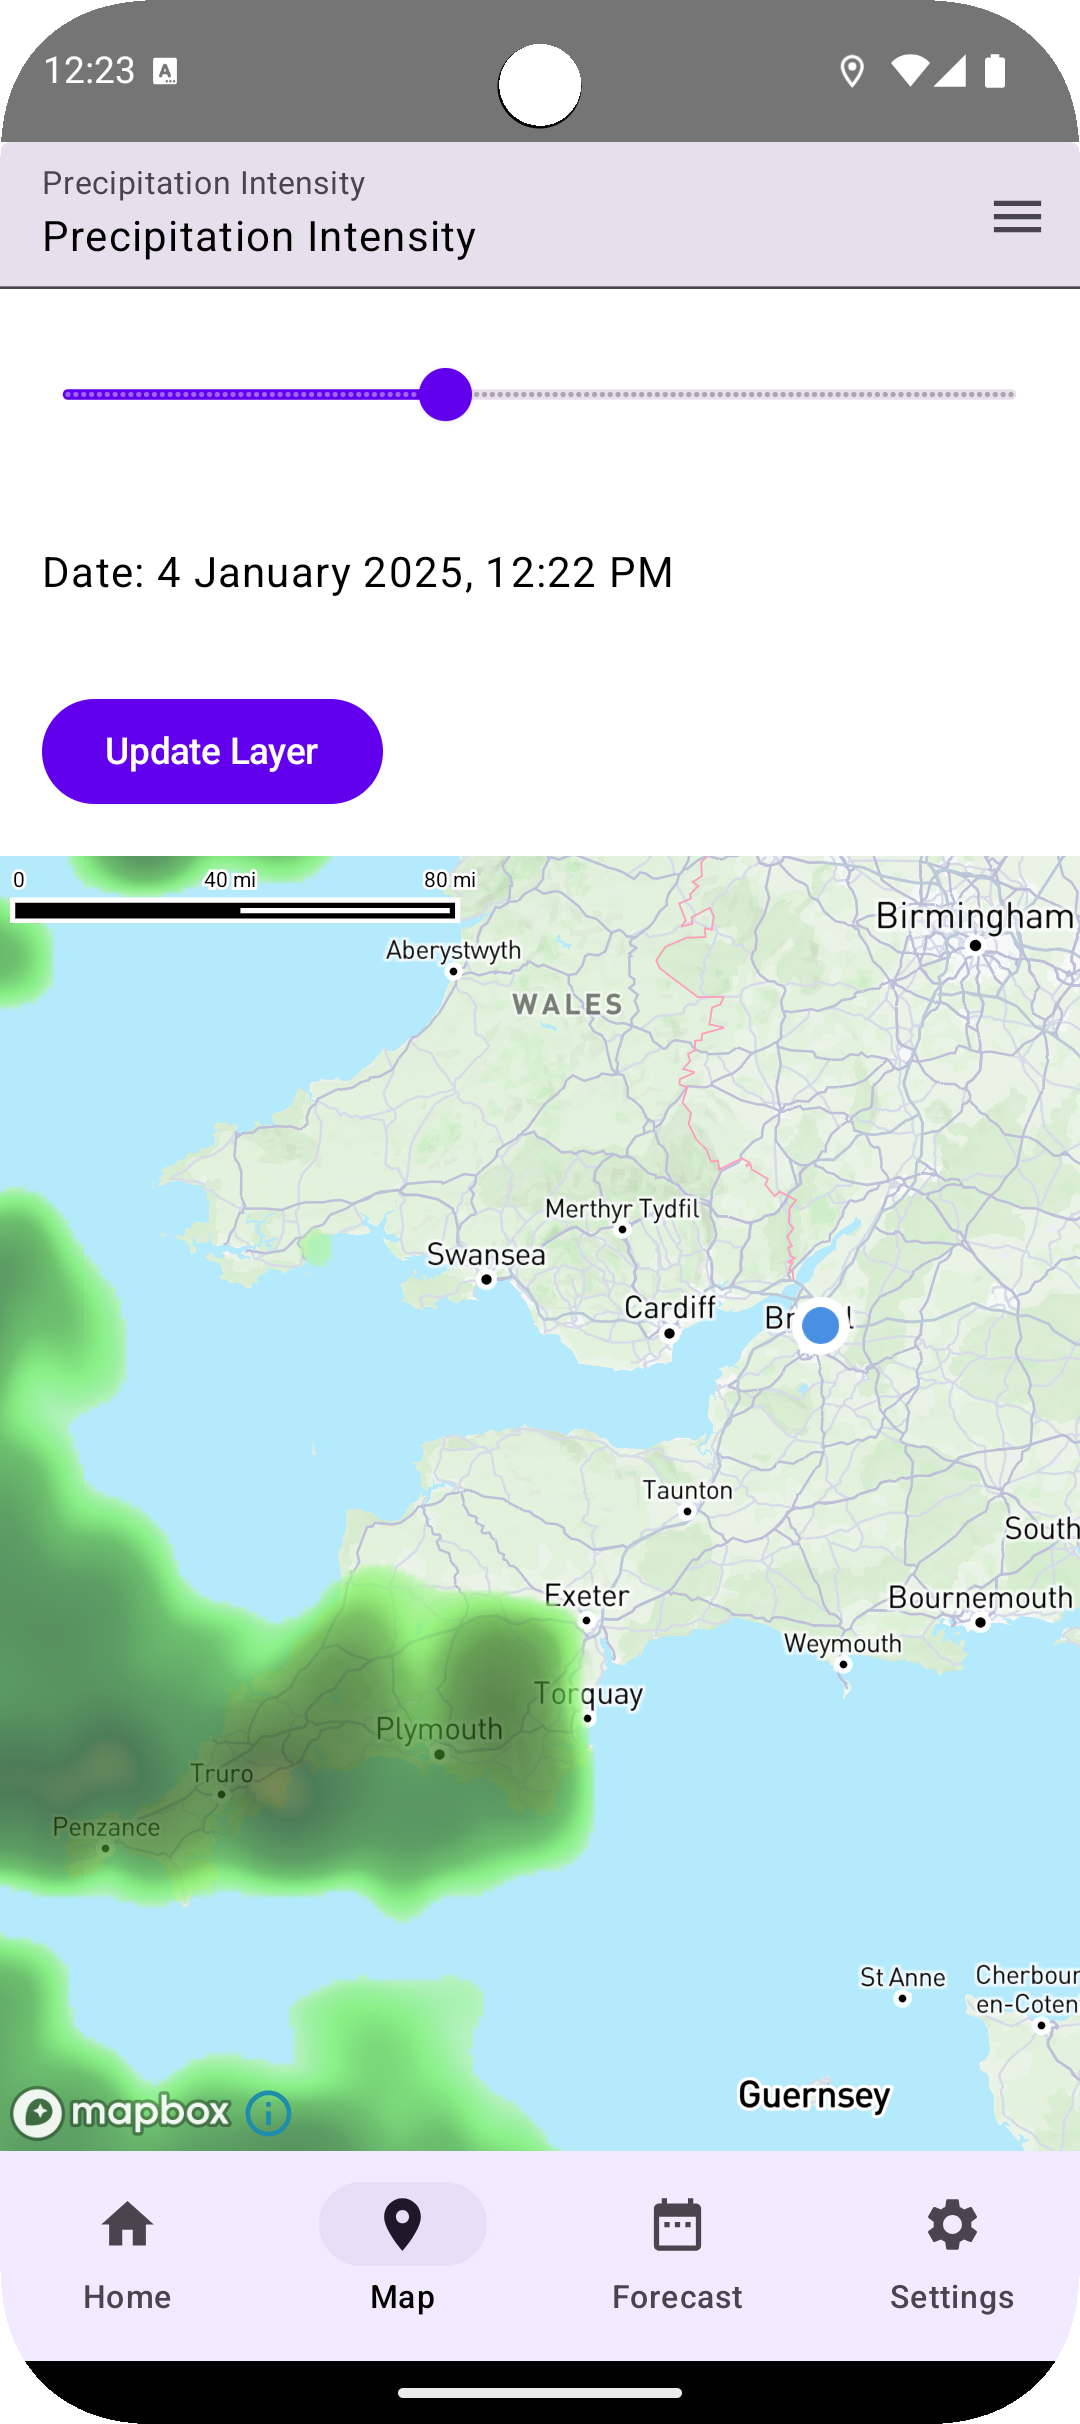 12:23
Precipitation Intensity
Precipitation Intensity
Date: 4 January 2025, 12:22 PM
Update Layer
0 40 mi 80 mi
Birmingham
Aberystwyth
WALES
Merthyr Tydfil
Swansea
Cardiff
Taunton
South
Exeter
Bournemouth
Weymouth
Torquay
Plymouth
Truro
Penzance
St Anne
Cherbour
en-Coten
Guernsey
mapbox
Home
Map
Forecast
Settings